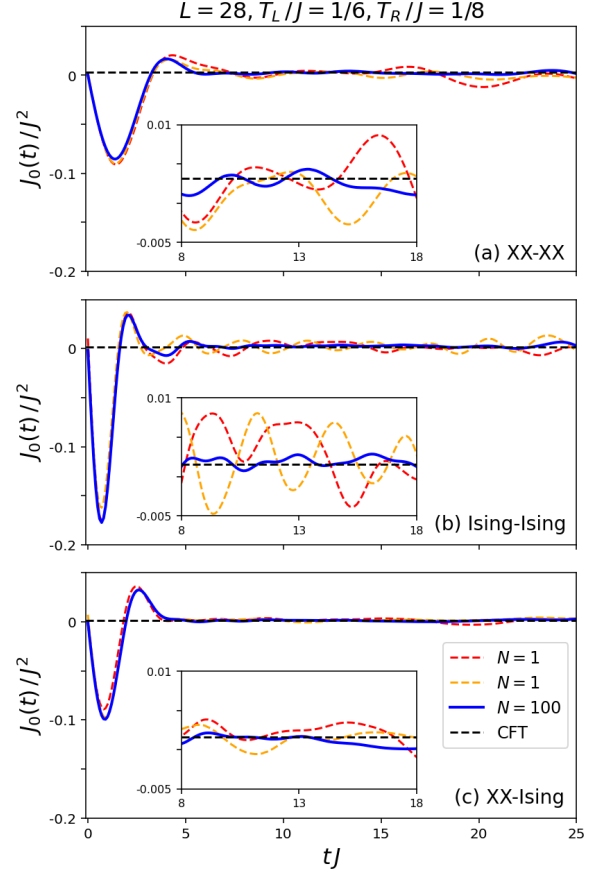 L = 28, T_L / J = 1/6, T_R / J = 1/8
J_0(t) / J^2
0
-0.1
-0.2
0.01
-0.005
8
13
18
(a) XX-XX
J_0(t) / J^2
0
-0.1
-0.2
0.01
-0.005
8
13
18
(b) Ising-Ising
J_0(t) / J^2
0
-0.1
-0.2
0.01
-0.005
8
13
18
N = 1
N = 1
N = 100
CFT
(c) XX-Ising
0
5
10
15
20
25
t J